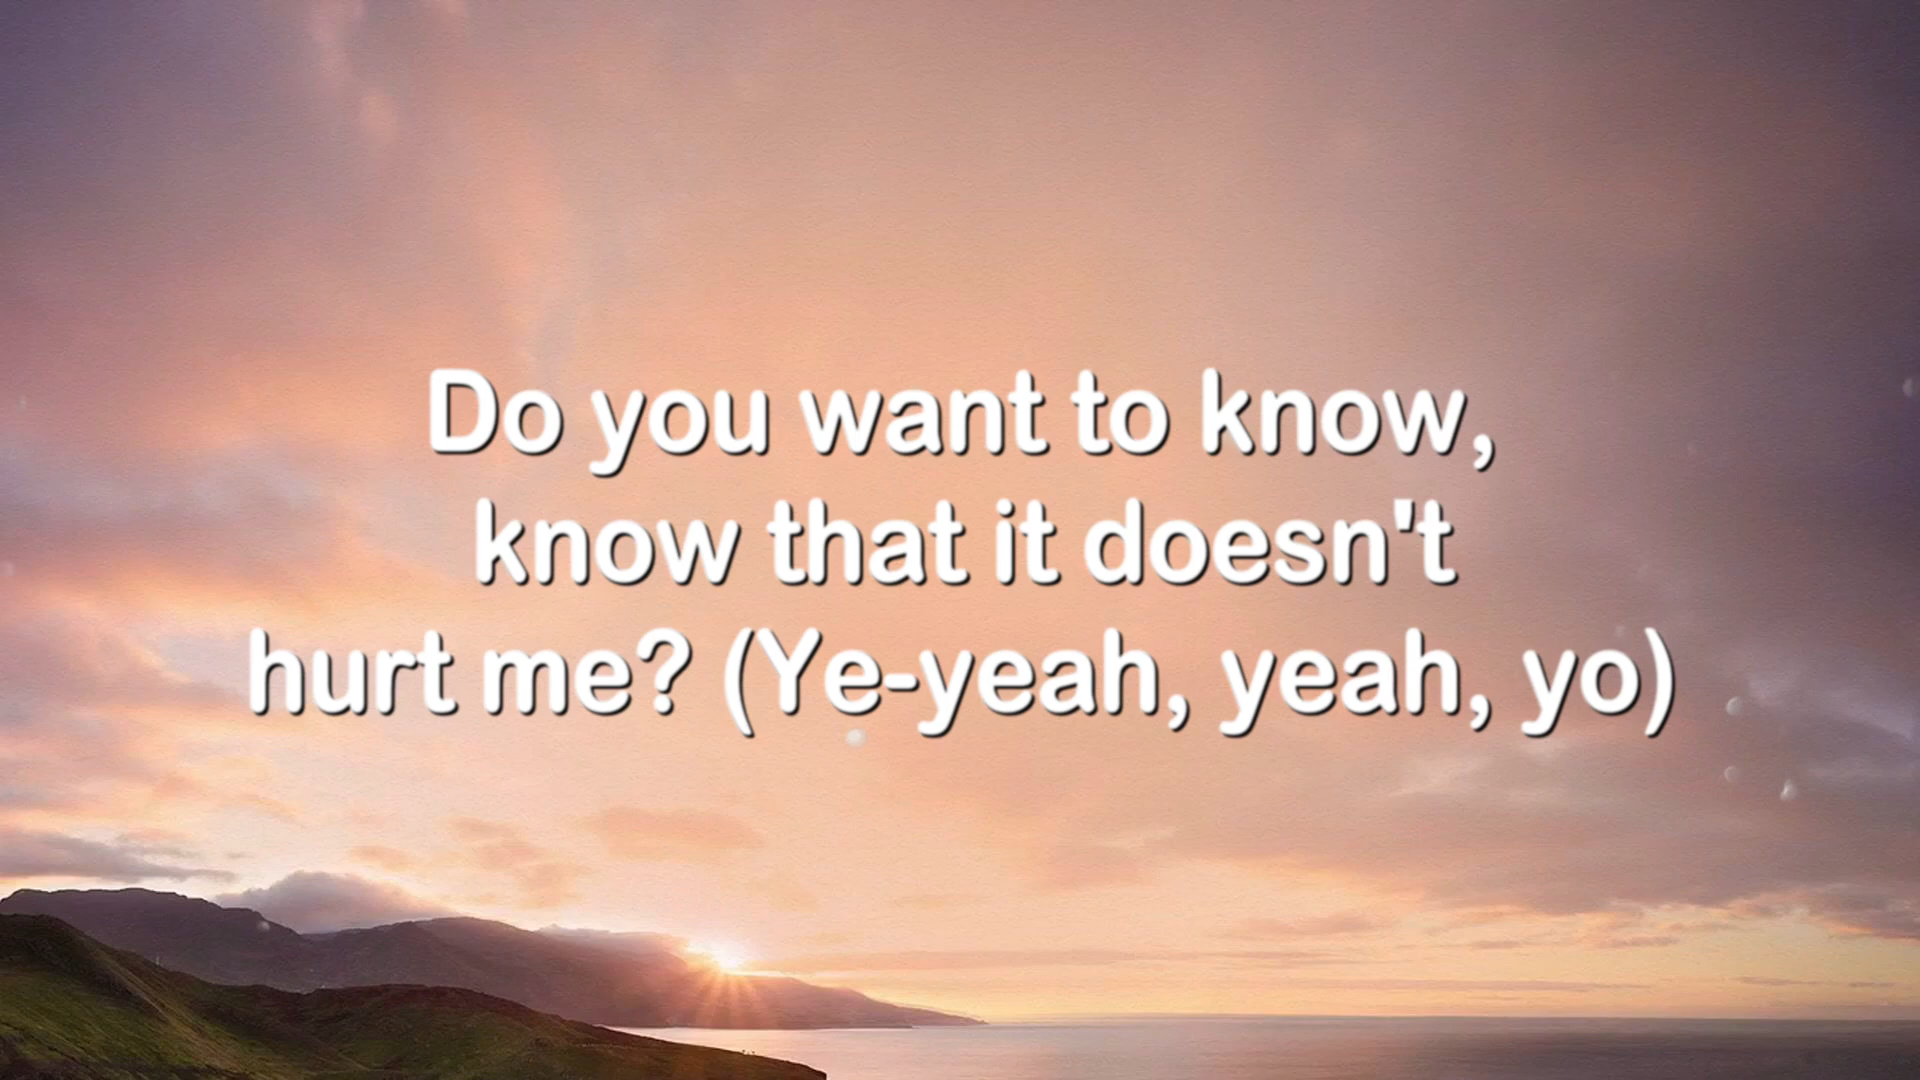 Do you want to know,
know that it doesn't
hurt me? (Ye-yeah, yeah, yo)